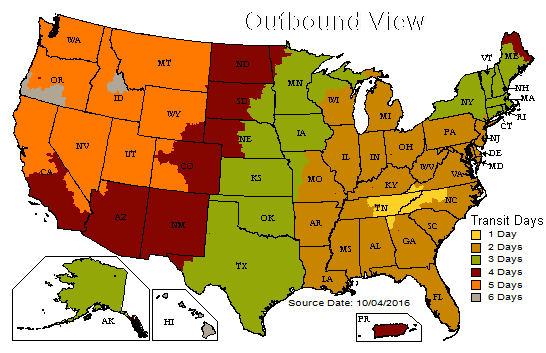 Outbound View
WA
MT
ND
OR
ID
MN
ME
VT
NH
MA
RI
CT
NY
SD
WI
MI
WY
IA
NE
PA
NJ
DE
MD
NV
UT
CO
IL
IN
OH
WV
VA
CA
KS
MO
KY
NC
TN
AZ
NM
OK
AR
SC
MS
AL
GA
TX
LA
FL
AK
HI
PR
Transit Days
1 Day
2 Days
3 Days
4 Days
5 Days
6 Days
Source Date: 10/04/2016